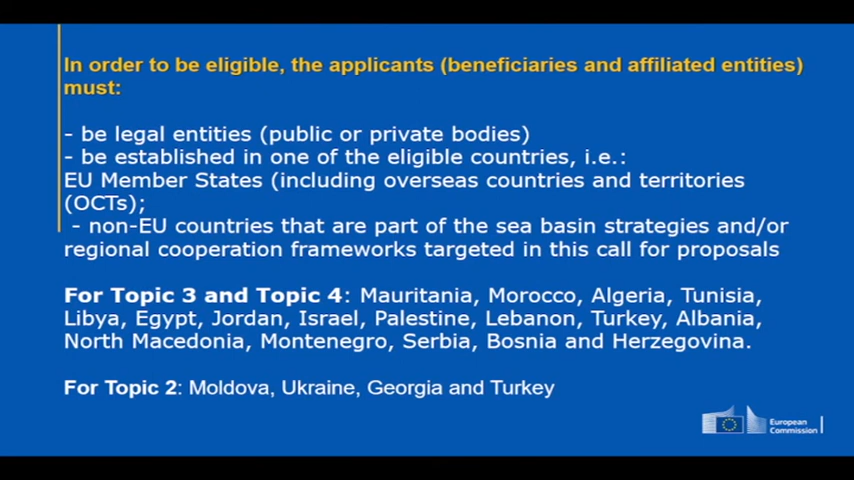 In order to be eligible, the applicants (beneficiaries and affiliated entities)
must:
- be legal entities (public or private bodies)
- be established in one of the eligible countries, i.e.:
EU Member States (including overseas countries and territories
(OCTs);
- non-EU countries that are part of the sea basin strategies and/or
regional cooperation frameworks targeted in this call for proposals
For Topic 3 and Topic 4: Mauritania, Morocco, Algeria, Tunisia,
Libya, Egypt, Jordan, Israel, Palestine, Lebanon, Turkey, Albania,
North Macedonia, Montenegro, Serbia, Bosnia and Herzegovina.
For Topic 2: Moldova, Ukraine, Georgia and Turkey
European
Commission